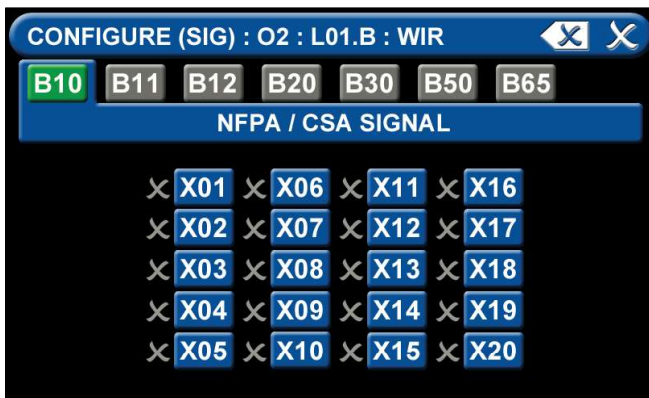 CONFIGURE (SIG) : O2 : L01.B : WIR
B10 B11 B12 B20 B30 B50 B65
NFPA / CSA SIGNAL
X01 X06 X11 X16
X02 X07 X12 X17
X03 X08 X13 X18
X04 X09 X14 X19
X05 X10 X15 X20